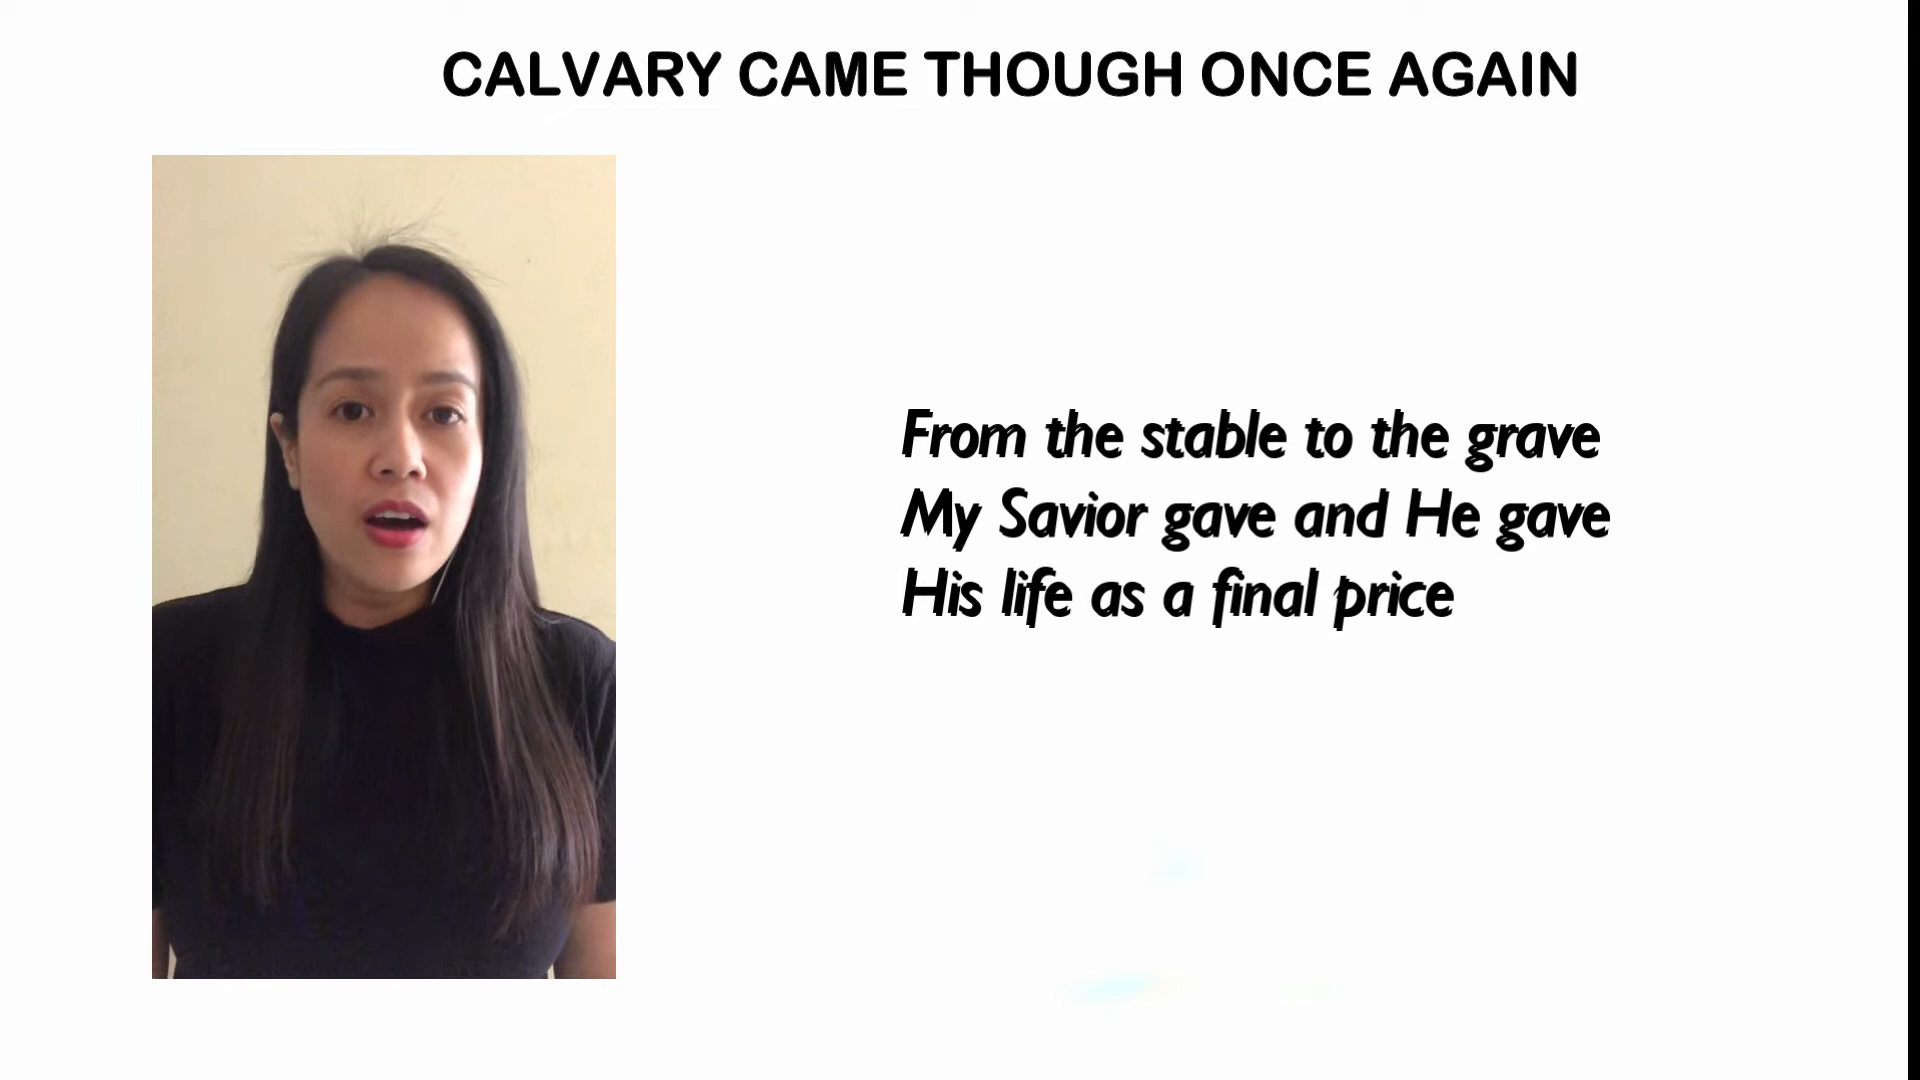 CALVARY CAME THOUGH ONCE AGAIN
From the stable to the grave
My Savior gave and He gave
His life as a final price